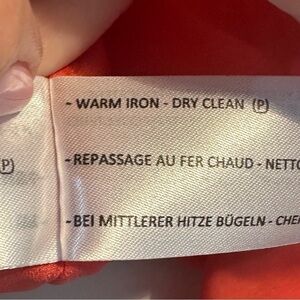 - WARM IRON - DRY CLEAN (P)
(P) - REPASSAGE AU FER CHAUD - NETTO
- BEI MITTLERER HITZE BÜGELN - CHE